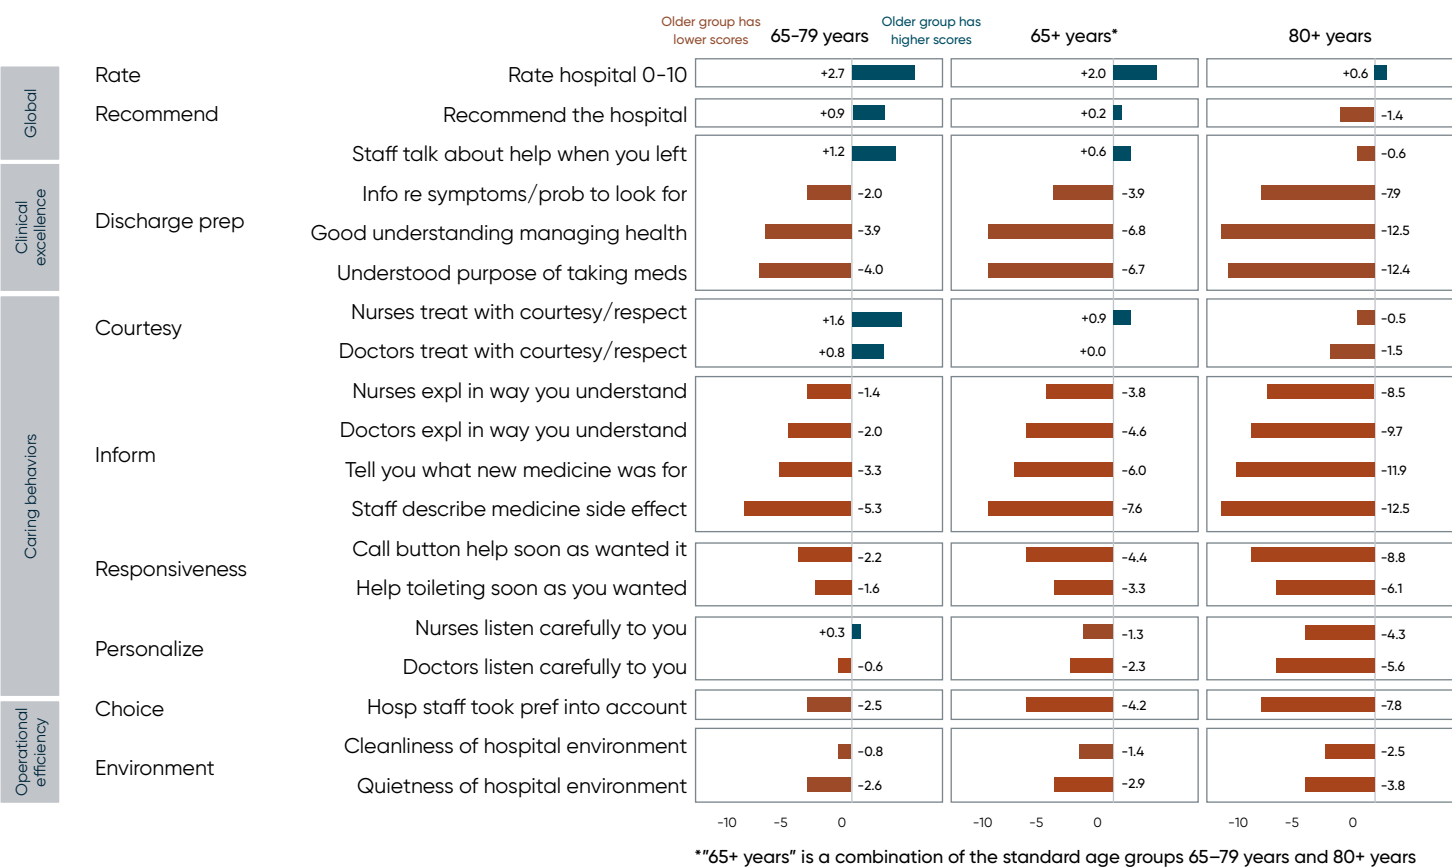 Older group has
lower scores
65-79 years
Older group has
higher scores
65+ years*
80+ years
Global
Rate
Rate hospital 0-10
+2.7
+2.0
+0.6
Recommend
Recommend the hospital
+0.9
+0.2
-1.4
Clinical
excellence
Discharge prep
Staff talk about help when you left
+1.2
+0.6
-0.6
Info re symptoms/prob to look for
-2.0
-3.9
-7.9
Good understanding managing health
-3.9
-6.8
-12.5
Understood purpose of taking meds
-4.0
-6.7
-12.4
Caring behaviors
Courtesy
Nurses treat with courtesy/respect
+1.6
+0.9
-0.5
Doctors treat with courtesy/respect
+0.8
+0.0
-1.5
Inform
Nurses expl in way you understand
-1.4
-3.8
-8.5
Doctors expl in way you understand
-2.0
-4.6
-9.7
Tell you what new medicine was for
-3.3
-6.0
-11.9
Staff describe medicine side effect
-5.3
-7.6
-12.5
Responsiveness
Call button help soon as wanted it
-2.2
-4.4
-8.8
Help toileting soon as you wanted
-1.6
-3.3
-6.1
Personalize
Nurses listen carefully to you
+0.3
-1.3
-4.3
Doctors listen carefully to you
-0.6
-2.3
-5.6
Operational
efficiency
Choice
Hosp staff took pref into account
-2.5
-4.2
-7.8
Environment
Cleanliness of hospital environment
-0.8
-1.4
-2.5
Quietness of hospital environment
-2.6
-2.9
-3.8
-10 -5 0
-10 -5 0
-10 -5 0
*"65+ years" is a combination of the standard age groups 65–79 years and 80+ years